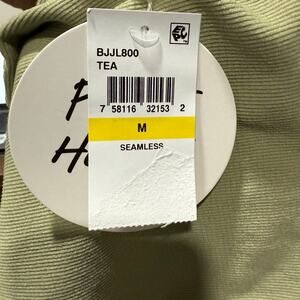 BJJL800
TEA
7 58116 32153 2
M
SEAMLESS